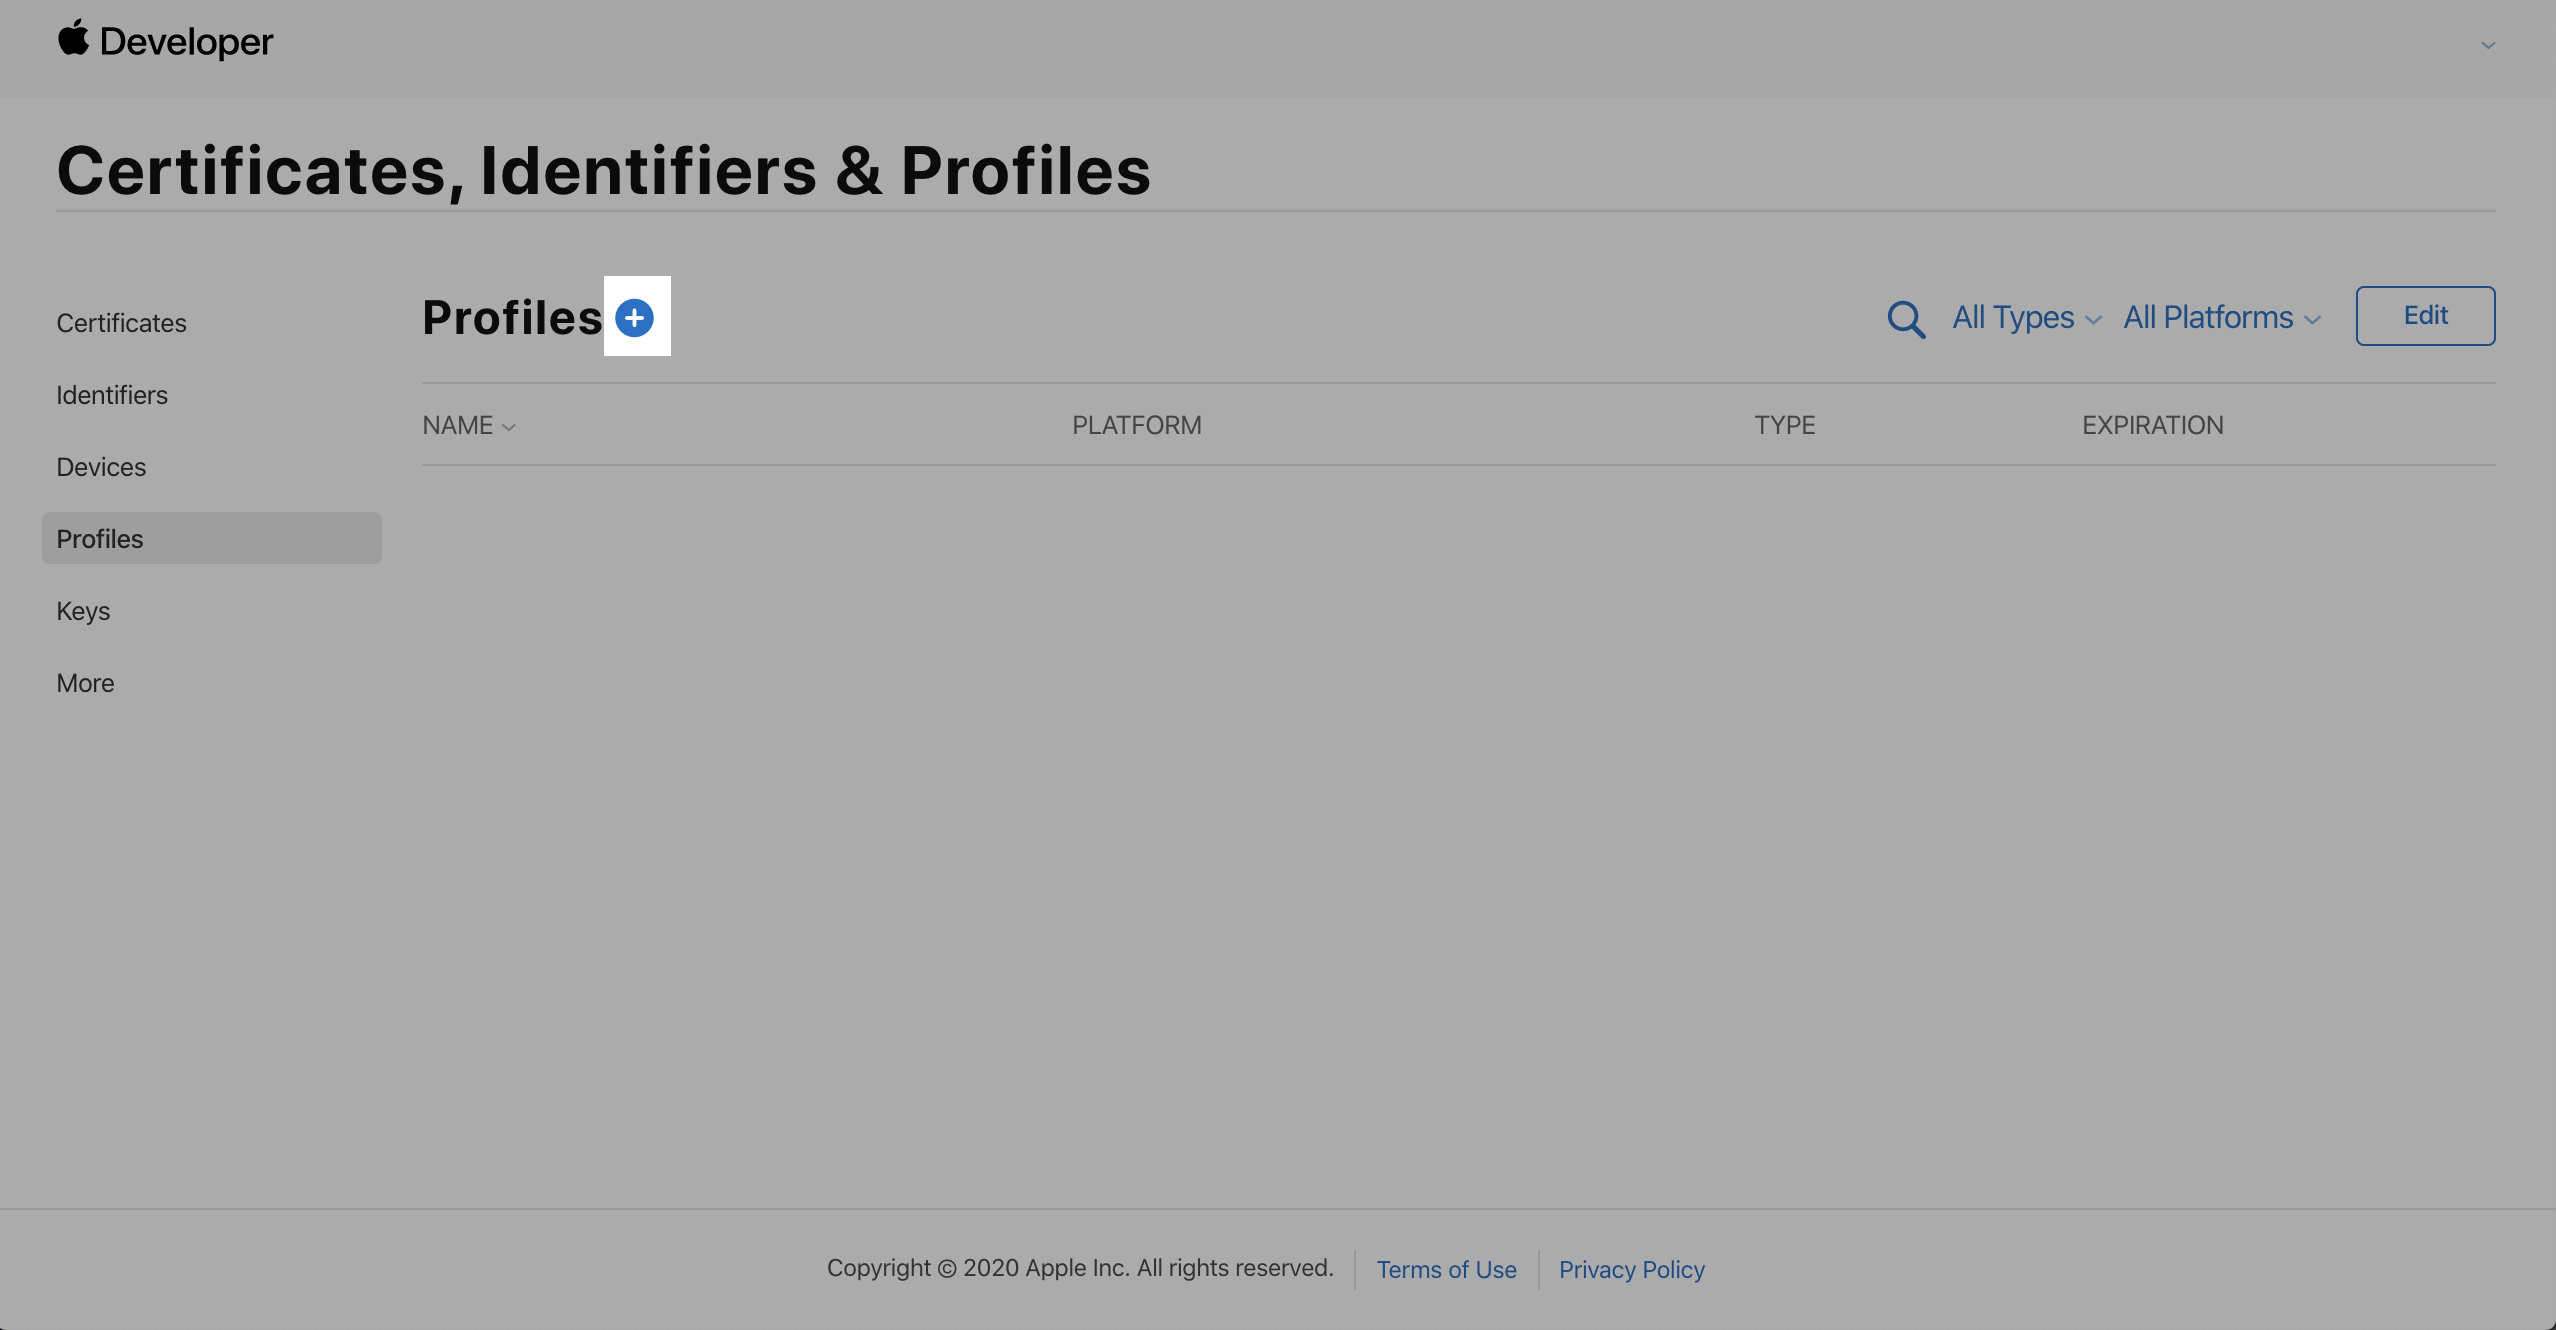 Developer
Certificates, Identifiers & Profiles
Certificates
Identifiers
Devices
Profiles
Keys
More
Profiles
All Types
All Platforms
Edit
NAME
PLATFORM
TYPE
EXPIRATION
Copyright © 2020 Apple Inc. All rights reserved.
Terms of Use
Privacy Policy